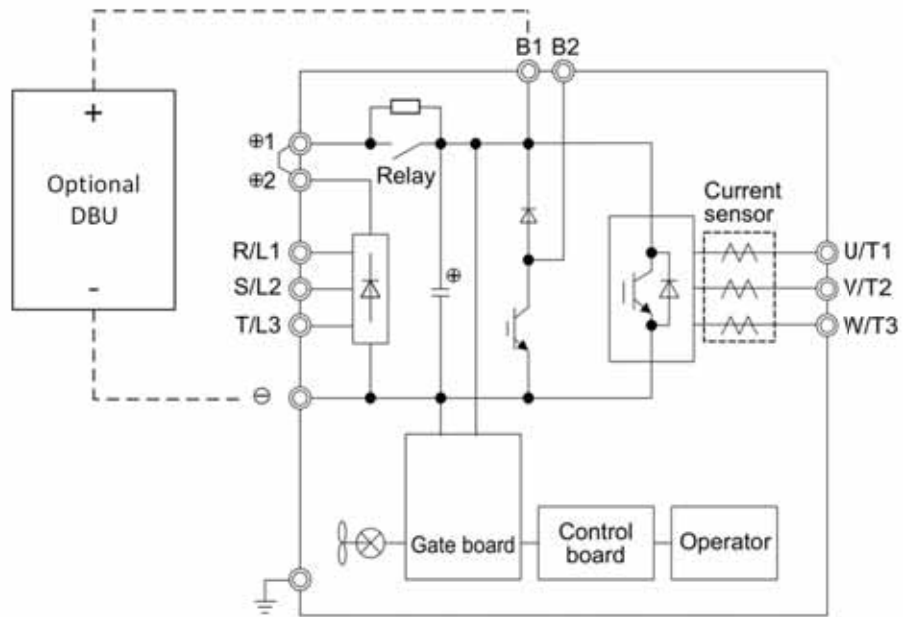 B1 B2
+
Optional
DBU
-
⊕1
⊕2
Relay
R/L1
S/L2
T/L3
⊕
⊖
Current
sensor
U/T1
V/T2
W/T3
Gate board
Control
board
Operator